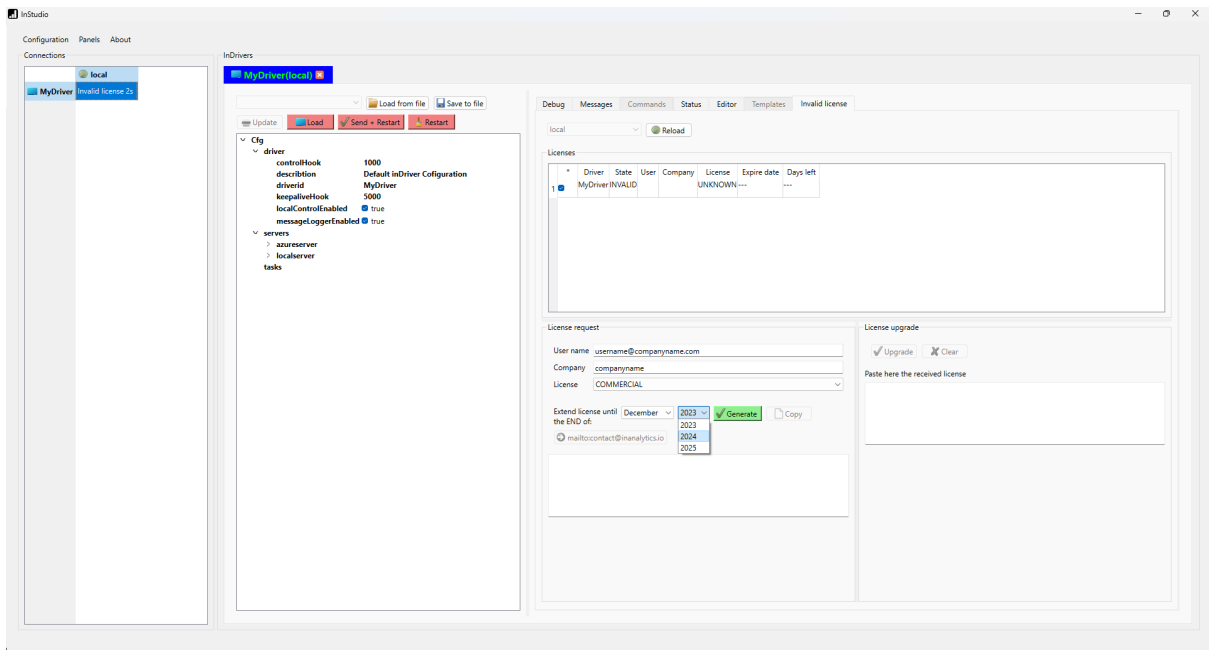 InStudio
Configuration Panels About
Connections
local
MyDriver Invalid license 2s
InDrivers
MyDriver(local)
Load from file Save to file
Update Load Send + Restart Restart
Cfg
driver
controlHook 1000
describtion Default inDriver Cofiguration
driverid MyDriver
keepaliveHook 5000
localControlEnabled true
messageLoggerEnabled true
servers
azureserver
localserver
tasks
Debug Messages Commands Status Editor Templates Invalid license
local Reload
Licenses
* Driver State User Company License Expire date Days left
1 MyDriver INVALID UNKNOWN --- ---
License request
User name username@companyname.com
Company companyname
License COMMERCIAL
Extend license until
the END of:
December 2023 Generate Copy
2023
2024
2025
mailto:contact@inanalytics.io
License upgrade
Upgrade Clear
Paste here the received license